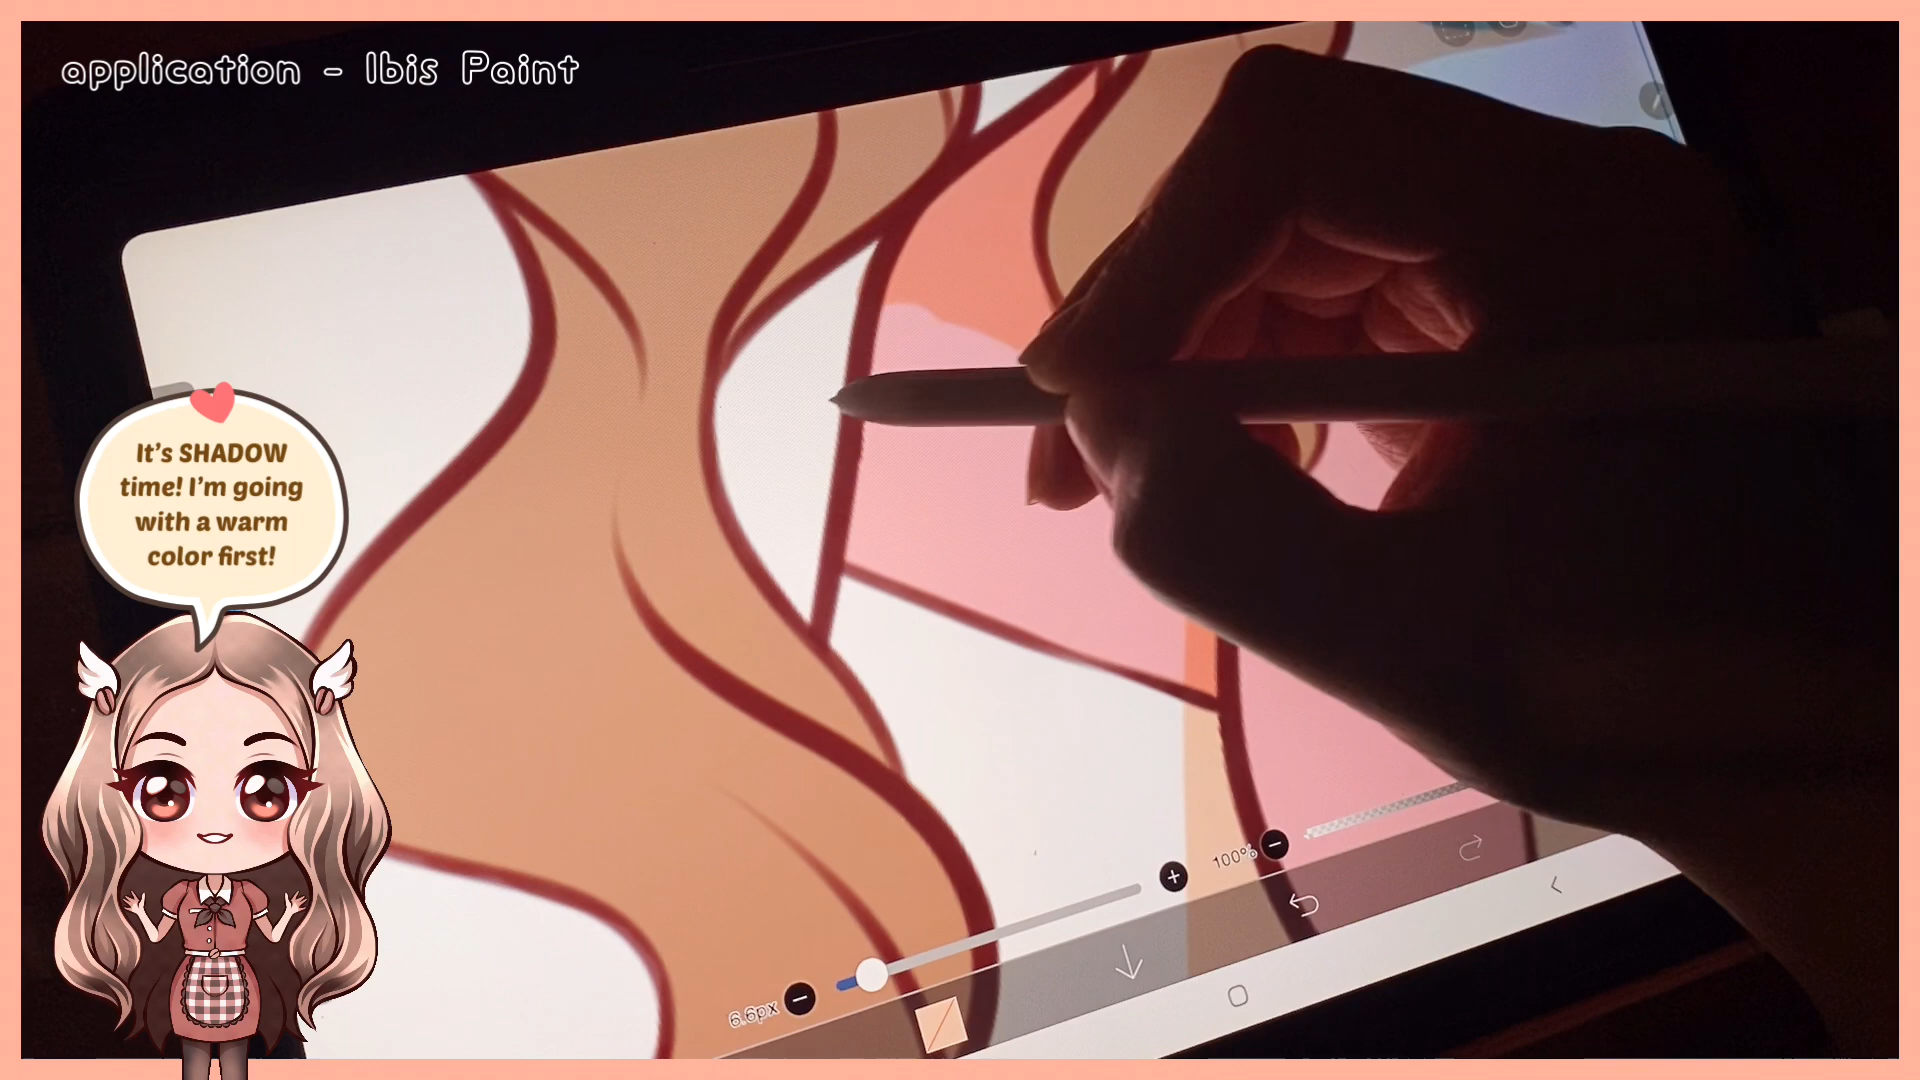 application - Ibis Paint
It's SHADOW
time! I'm going
with a warm
color first!
100%
6.6px